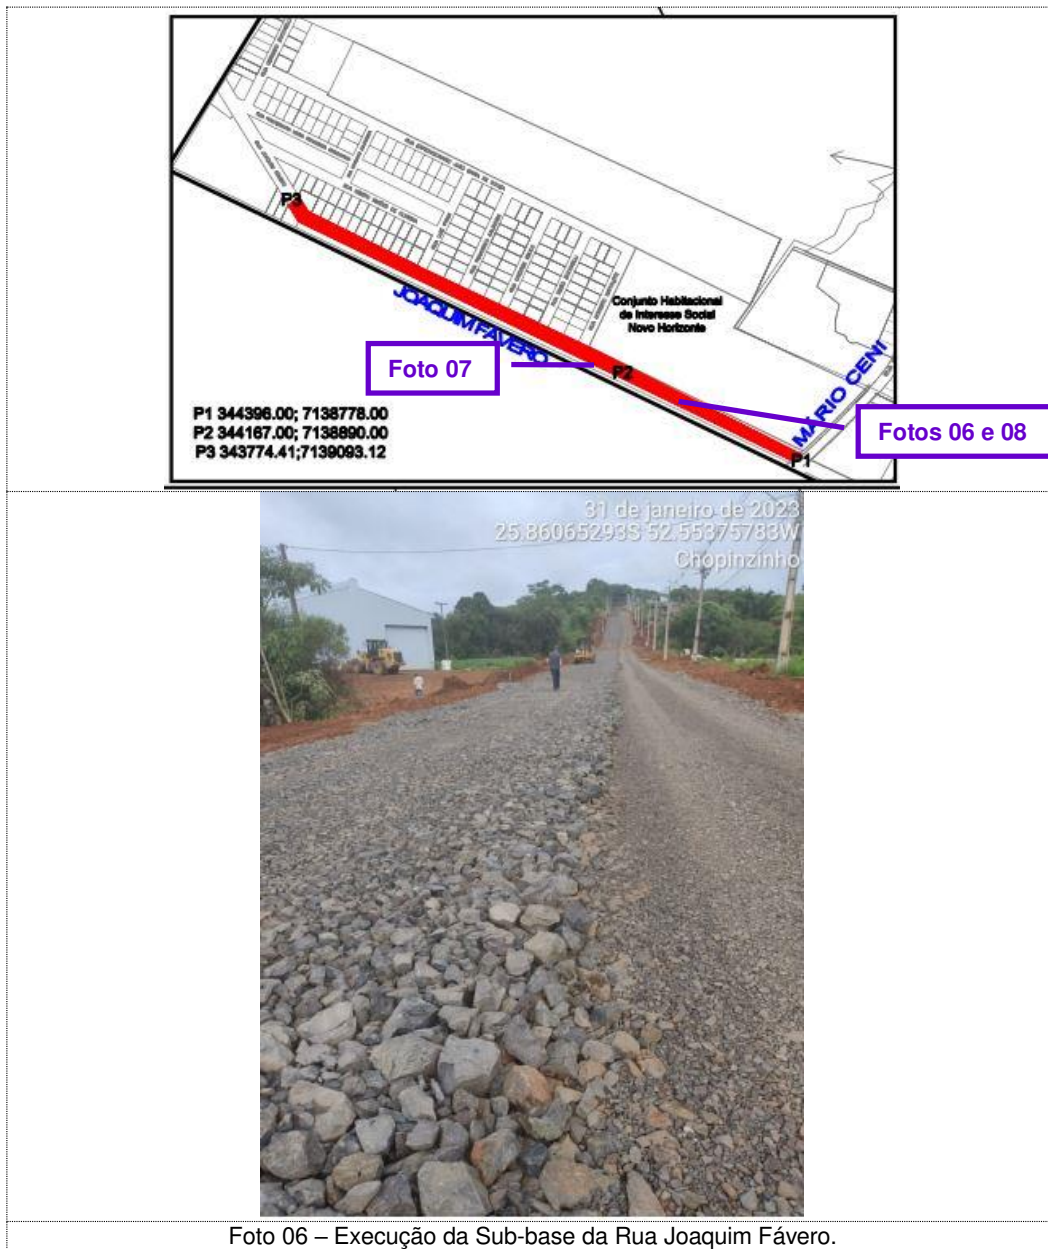 P3
JOAQUIM FÁVERO
Conjunto Habitacional
de Interesse Social
Novo Horizonte
MÁRIO CENI
Foto 07
P2
Fotos 06 e 08
P1
P1 344396.00; 7138778.00
P2 344167.00; 7138890.00
P3 343774.41;7139093.12
31 de janeiro de 2023
25.86065293S 52.55375783W
Chopinzinho
Foto 06 – Execução da Sub-base da Rua Joaquim Fávero.